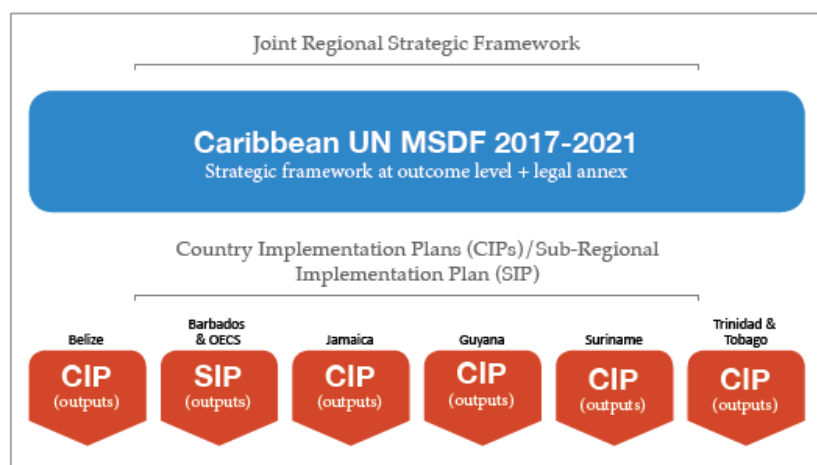 Joint Regional Strategic Framework
Caribbean UN MSDF 2017-2021
Strategic framework at outcome level + legal annex
Country Implementation Plans (CIPs)/Sub-Regional
Implementation Plan (SIP)
Belize
CIP
(outputs)
Barbados
& OECS
SIP
(outputs)
Jamaica
CIP
(outputs)
Guyana
CIP
(outputs)
Suriname
CIP
(outputs)
Trinidad &
Tobago
CIP
(outputs)